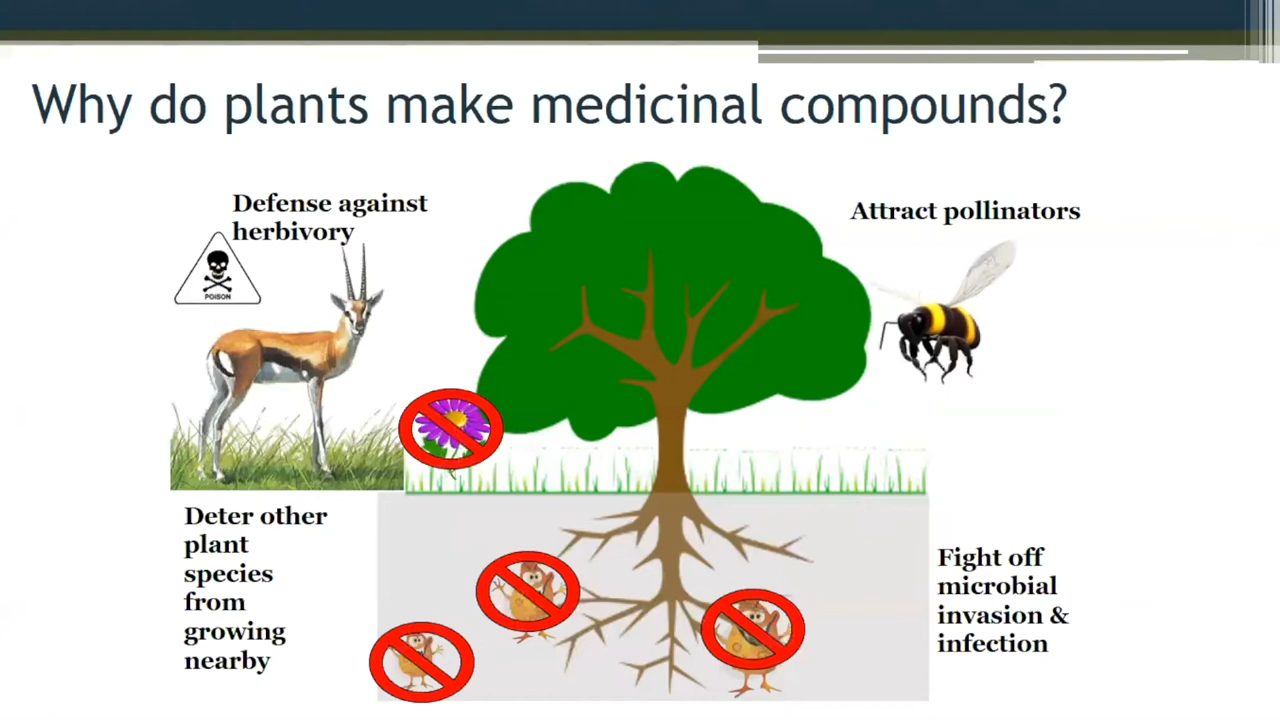 Why do plants make medicinal compounds?
Defense against
herbivory
POISON
Attract pollinators
Deter other
plant
species
from
growing
nearby
Fight off
microbial
invasion &
infection